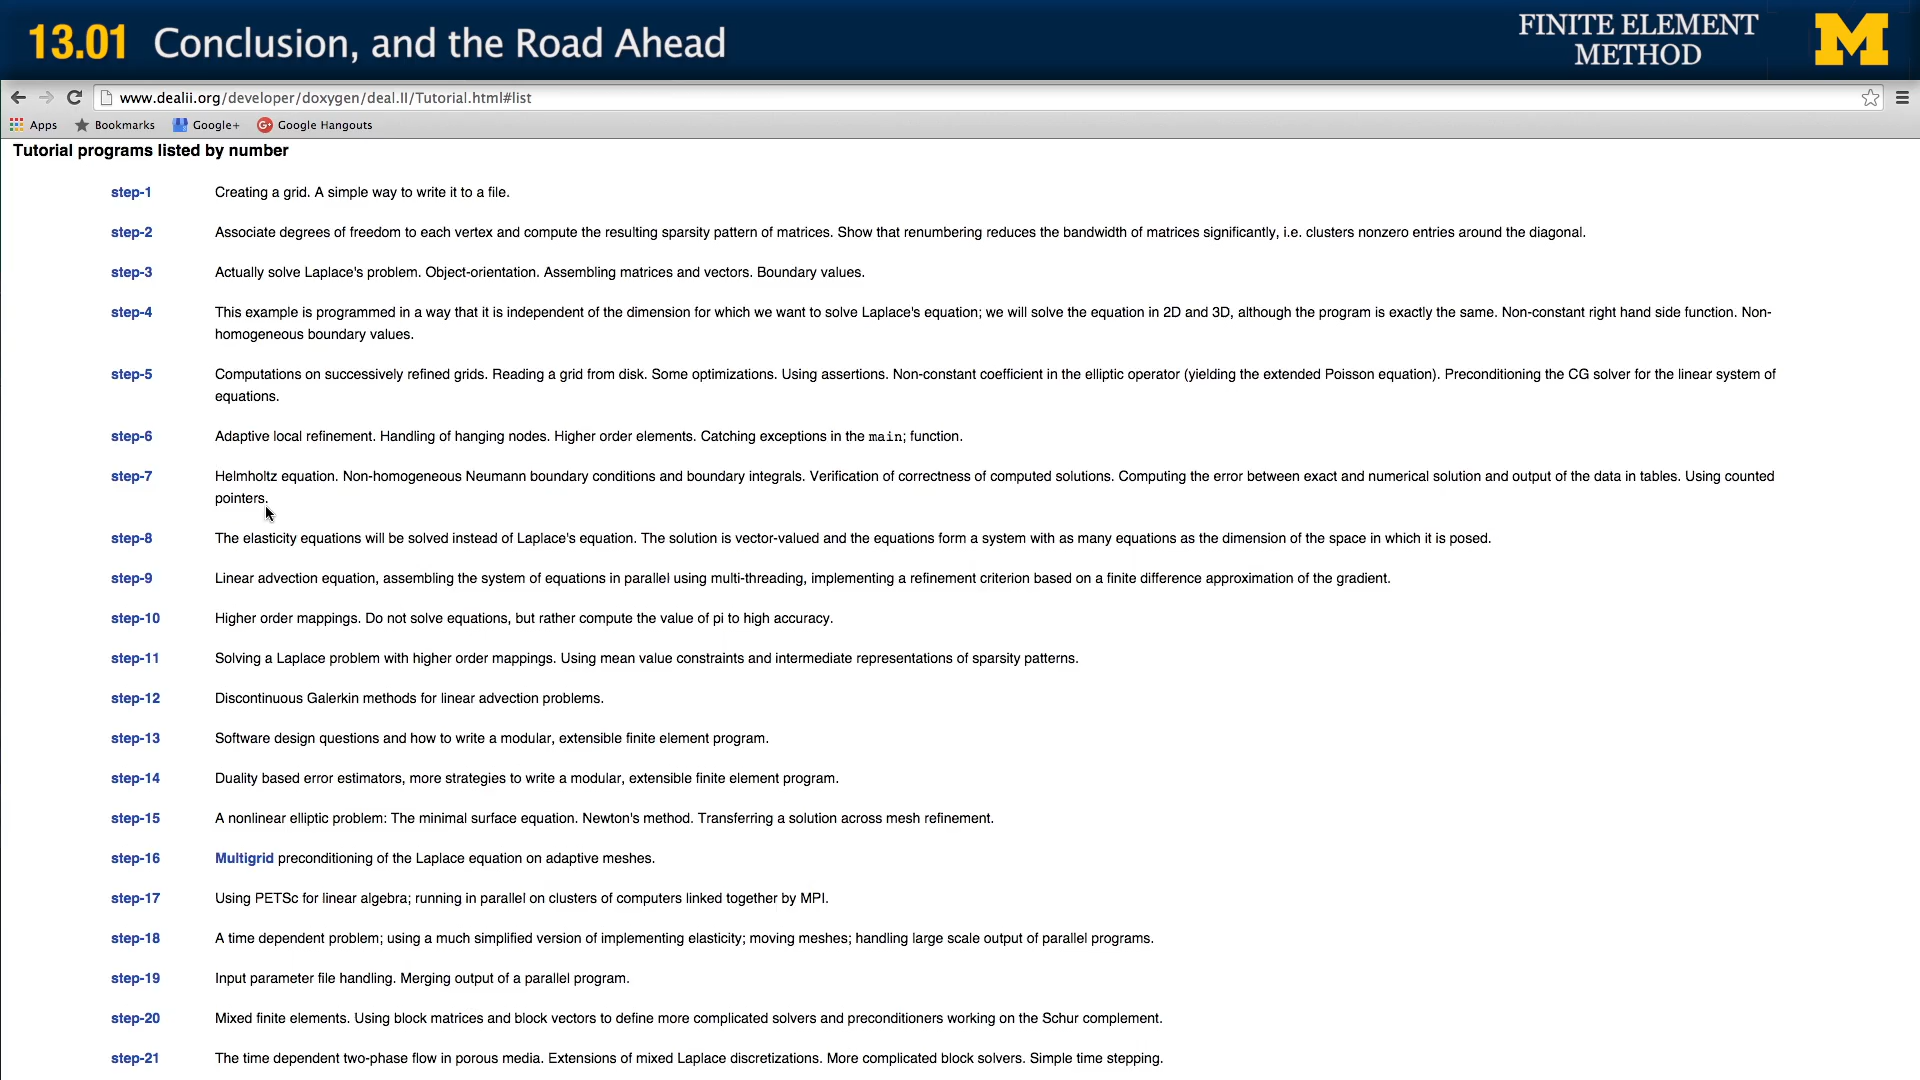 13.01 Conclusion, and the Road Ahead
FINITE ELEMENT
METHOD
M
www.dealii.org/developer/doxygen/deal.II/Tutorial.html#list
Apps Bookmarks Google+ Google Hangouts
Tutorial programs listed by number
step-1 Creating a grid. A simple way to write it to a file.
step-2 Associate degrees of freedom to each vertex and compute the resulting sparsity pattern of matrices. Show that renumbering reduces the bandwidth of matrices significantly, i.e. clusters nonzero entries around the diagonal.
step-3 Actually solve Laplace's problem. Object-orientation. Assembling matrices and vectors. Boundary values.
step-4 This example is programmed in a way that it is independent of the dimension for which we want to solve Laplace's equation; we will solve the equation in 2D and 3D, although the program is exactly the same. Non-constant right hand side function. Non-
homogeneous boundary values.
step-5 Computations on successively refined grids. Reading a grid from disk. Some optimizations. Using assertions. Non-constant coefficient in the elliptic operator (yielding the extended Poisson equation). Preconditioning the CG solver for the linear system of
equations.
step-6 Adaptive local refinement. Handling of hanging nodes. Higher order elements. Catching exceptions in the main; function.
step-7 Helmholtz equation. Non-homogeneous Neumann boundary conditions and boundary integrals. Verification of correctness of computed solutions. Computing the error between exact and numerical solution and output of the data in tables. Using counted
pointers.
step-8 The elasticity equations will be solved instead of Laplace's equation. The solution is vector-valued and the equations form a system with as many equations as the dimension of the space in which it is posed.
step-9 Linear advection equation, assembling the system of equations in parallel using multi-threading, implementing a refinement criterion based on a finite difference approximation of the gradient.
step-10 Higher order mappings. Do not solve equations, but rather compute the value of pi to high accuracy.
step-11 Solving a Laplace problem with higher order mappings. Using mean value constraints and intermediate representations of sparsity patterns.
step-12 Discontinuous Galerkin methods for linear advection problems.
step-13 Software design questions and how to write a modular, extensible finite element program.
step-14 Duality based error estimators, more strategies to write a modular, extensible finite element program.
step-15 A nonlinear elliptic problem: The minimal surface equation. Newton's method. Transferring a solution across mesh refinement.
step-16 Multigrid preconditioning of the Laplace equation on adaptive meshes.
step-17 Using PETSc for linear algebra; running in parallel on clusters of computers linked together by MPI.
step-18 A time dependent problem; using a much simplified version of implementing elasticity; moving meshes; handling large scale output of parallel programs.
step-19 Input parameter file handling. Merging output of a parallel program.
step-20 Mixed finite elements. Using block matrices and block vectors to define more complicated solvers and preconditioners working on the Schur complement.
step-21 The time dependent two-phase flow in porous media. Extensions of mixed Laplace discretizations. More complicated block solvers. Simple time stepping.